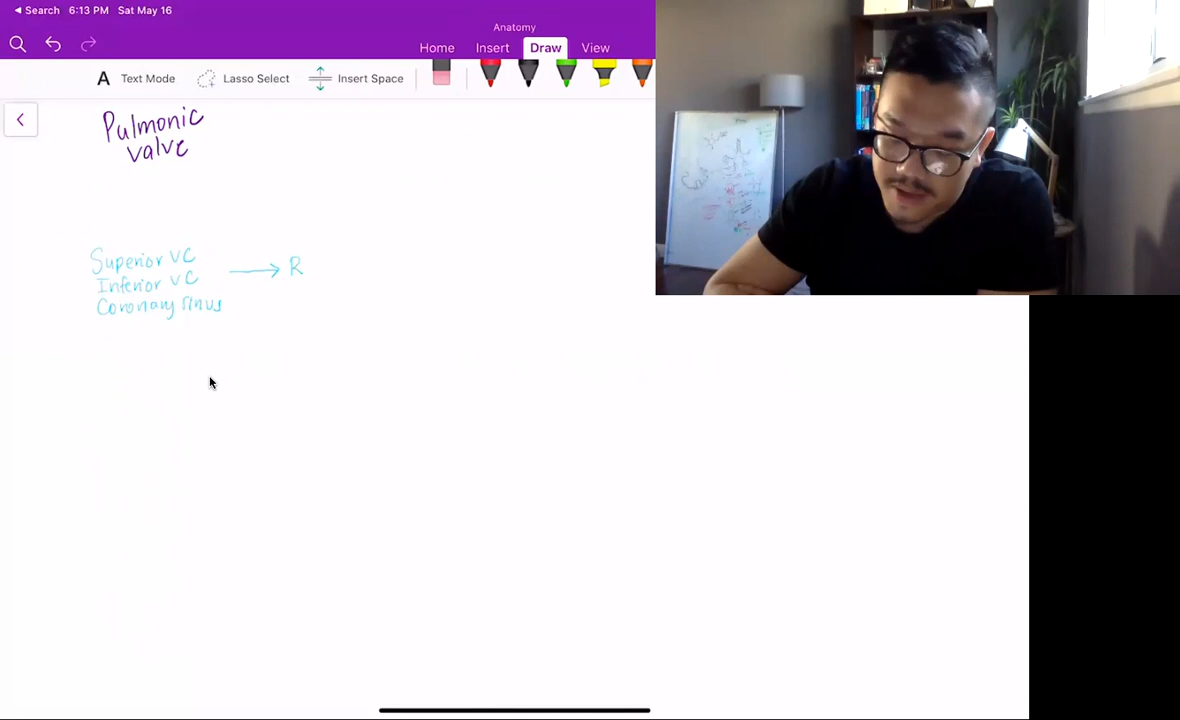 Search 6:13 PM Sat May 16
Anatomy
Home Insert Draw View
A Text Mode Lasso Select Insert Space
Pulmonic
valve
Superior VC
Inferior VC → R
Coronary sinus